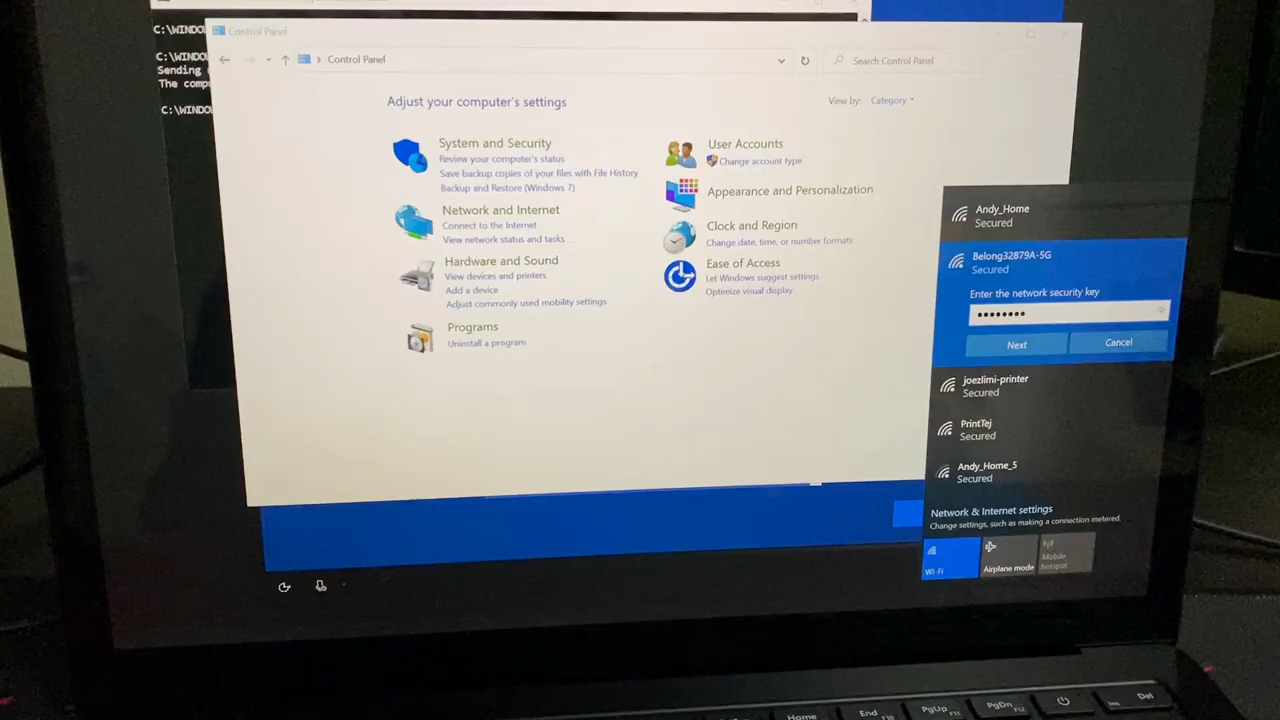 C:\WINDO
C:\WINDO
Sending
The comp
C:\WINDO
Control Panel
Control Panel
Search Control Panel
Adjust your computer's settings
View by: Category
System and Security
Review your computer's status
Save backup copies of your files with File History
Backup and Restore (Windows 7)
Network and Internet
Connect to the Internet
View network status and tasks
Hardware and Sound
View devices and printers
Add a device
Adjust commonly used mobility settings
Programs
Uninstall a program
User Accounts
Change account type
Appearance and Personalization
Clock and Region
Change date, time, or number formats
Ease of Access
Let Windows suggest settings
Optimize visual display
Andy_Home
Secured
Belong32879A-5G
Secured
Enter the network security key
Next
Cancel
joezlimi-printer
Secured
PrintTej
Secured
Andy_Home_5
Secured
Network & Internet settings
Change settings, such as making a connection metered.
Wi-Fi
Airplane mode
Mobile
hotspot
Home
End F10
PgUp F11
PgDn F12
Ins Del